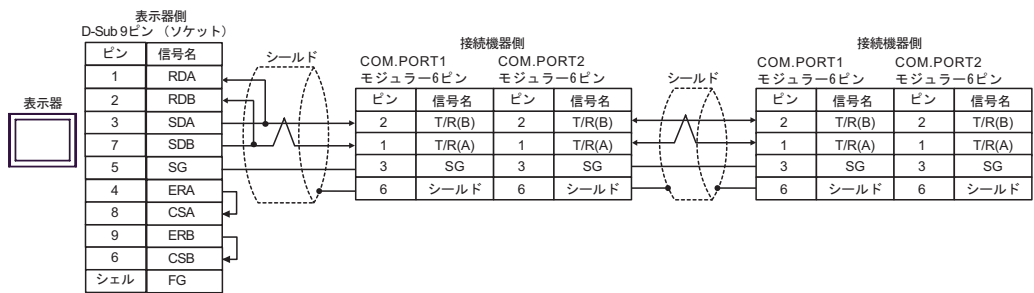 表示器
表示器側
D-Sub 9ピン (ソケット)
ピン 信号名
1 RDA
2 RDB
3 SDA
7 SDB
5 SG
4 ERA
8 CSA
9 ERB
6 CSB
シェル FG
シールド
接続機器側
COM.PORT1 COM.PORT2
モジュラー6ピン モジュラー6ピン
ピン 信号名 ピン 信号名
2 T/R(B) 2 T/R(B)
1 T/R(A) 1 T/R(A)
3 SG 3 SG
6 シールド 6 シールド
シールド
接続機器側
COM.PORT1 COM.PORT2
モジュラー6ピン モジュラー6ピン
ピン 信号名 ピン 信号名
2 T/R(B) 2 T/R(B)
1 T/R(A) 1 T/R(A)
3 SG 3 SG
6 シールド 6 シールド